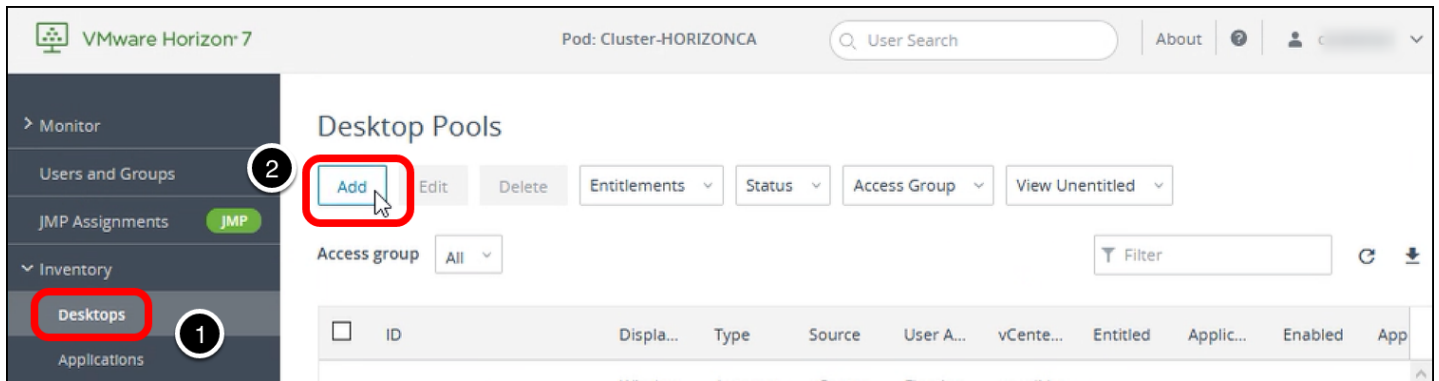 VMware Horizon® 7
Pod: Cluster-HORIZONCA
User Search
About
Monitor
Users and Groups
JMP Assignments JMP
Inventory
Desktops
1
Applications
Desktop Pools
2
Add Edit Delete Entitlements Status Access Group View Unentitled
Access group All Filter
ID Displa... Type Source User A... vCente... Entitled Applic... Enabled App